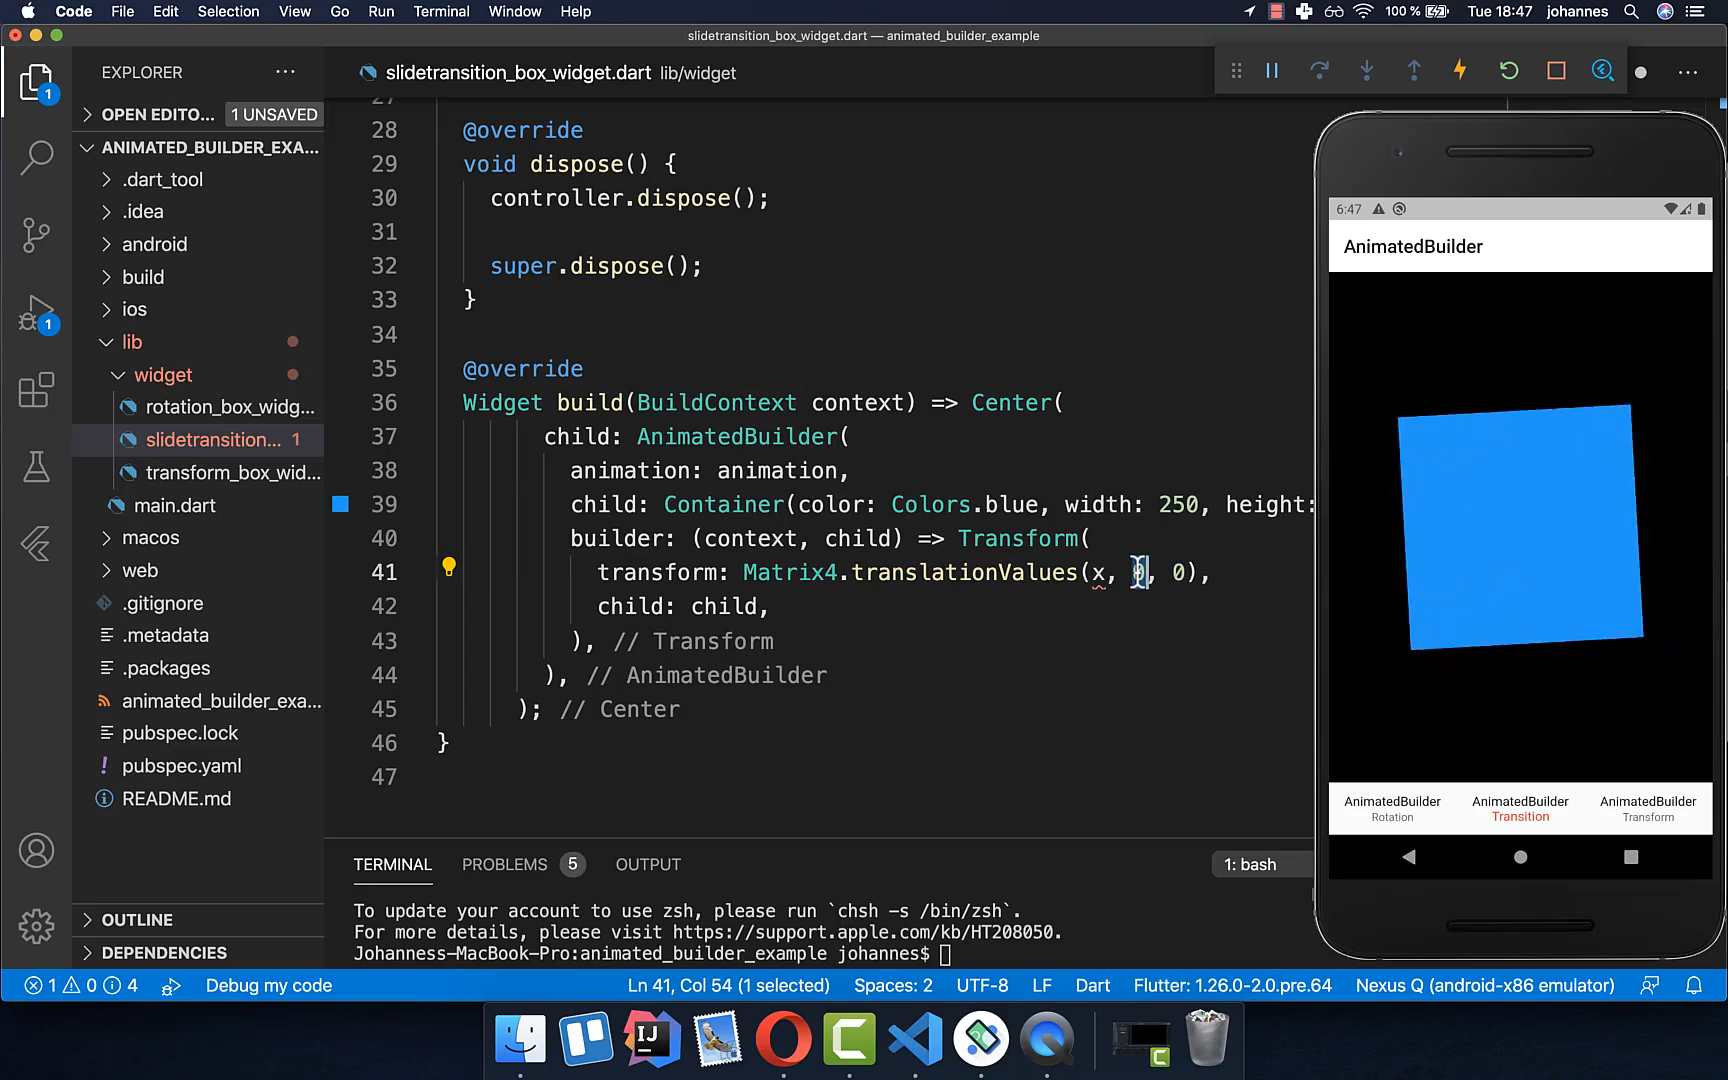 Code File Edit Selection View Go Run Terminal Window Help 100 % Tue 18:47 johannes
slidetransition_box_widget.dart — animated_builder_example
EXPLORER
slidetransition_box_widget.dart lib/widget
OPEN EDITO... 1 UNSAVED
ANIMATED_BUILDER_EXA...
.dart_tool
.idea
android
build
ios
lib
widget
rotation_box_widg...
slidetransition... 1
transform_box_wid...
main.dart
macos
web
.gitignore
.metadata
.packages
animated_builder_exa...
pubspec.lock
pubspec.yaml
README.md
OUTLINE
DEPENDENCIES
1
1
27
28 @override
29 void dispose() {
30 controller.dispose();
31
32 super.dispose();
33 }
34
35 @override
36 Widget build(BuildContext context) => Center(
37 child: AnimatedBuilder(
38 animation: animation,
39 child: Container(color: Colors.blue, width: 250, height:
40 builder: (context, child) => Transform(
41 transform: Matrix4.translationValues(x, 0, 0),
42 child: child,
43 ), // Transform
44 ), // AnimatedBuilder
45 ); // Center
46 }
47
TERMINAL PROBLEMS 5 OUTPUT 1: bash
To update your account to use zsh, please run `chsh -s /bin/zsh`.
For more details, please visit https://support.apple.com/kb/HT208050.
Johanness-MacBook-Pro:animated_builder_example johannes$
6:47
AnimatedBuilder
AnimatedBuilder AnimatedBuilder AnimatedBuilder
Rotation Transition Transform
1 0 4 Debug my code Ln 41, Col 54 (1 selected) Spaces: 2 UTF-8 LF Dart Flutter: 1.26.0-2.0.pre.64 Nexus Q (android-x86 emulator)
IJ